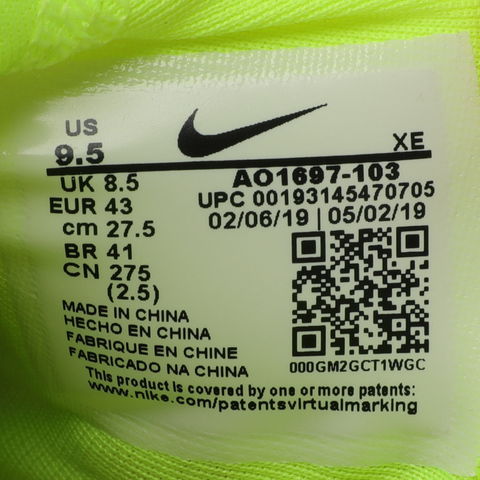 US
9.5
XE
UK 8.5
EUR 43
cm 27.5
BR 41
CN 275
(2.5)
AO1697-103
UPC 00193145470705
02/06/19 | 05/02/19
000GM2GCT1WGC
MADE IN CHINA
HECHO EN CHINA
FABRIQUE EN CHINE
FABRICADO NA CHINA
This product is covered by one or more patents:
www.nike.com/patentsvirtualmarking